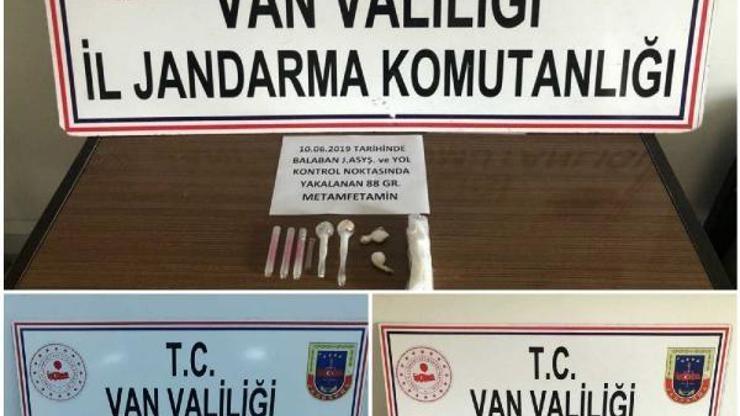 VAN VALİLİĞİ
İL JANDARMA KOMUTANLIĞI
10.06.2019 TARİHİNDE
BALABAN J.ASYŞ. ve YOL
KONTROL NOKTASINDA
YAKALANAN 88 GR.
METAMFETAMİN
T.C.
VAN VALİLİĞİ
T.C.
VAN VALİLİĞİ